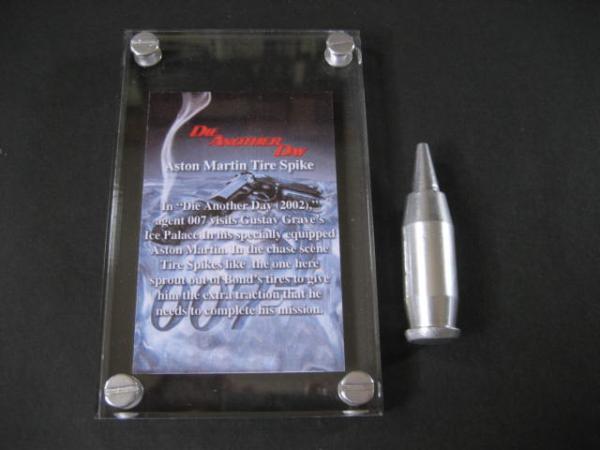 DIE
ANOTHER
DAY
Aston Martin Tire Spike
In "Die Another Day (2002),"
agent 007 visits Gustav Grave's
Ice Palace In his specially equipped
Aston Martin. In the chase scene
Tire Spikes like the one here
sprout out of Bond's tires to give
him the extra traction that he
needs to complete his mission.
007